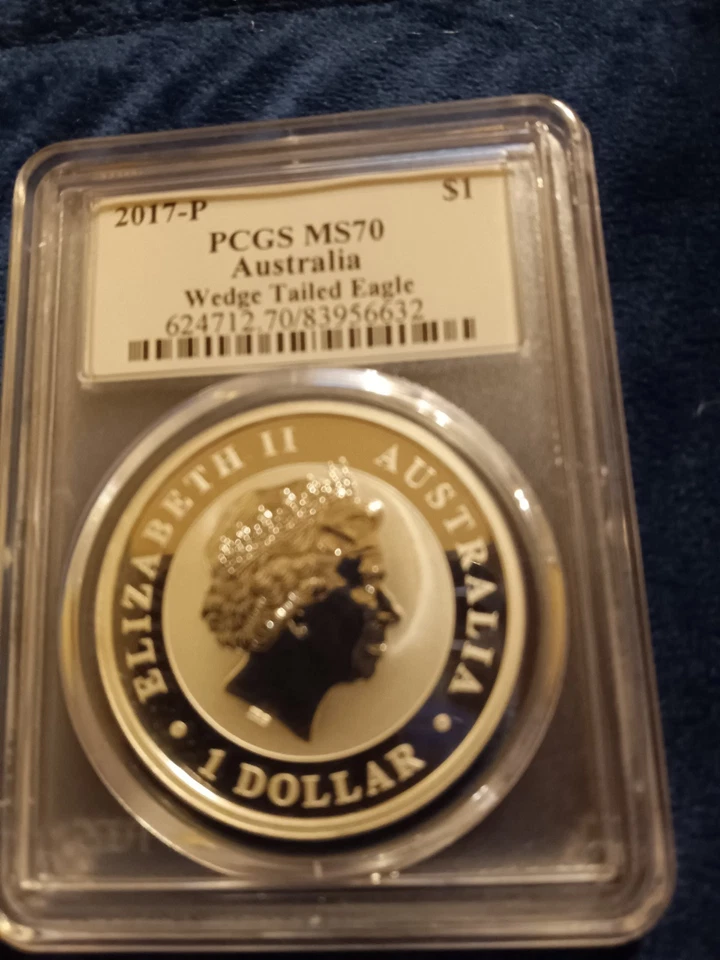 2017-P $1
PCGS MS70
Australia
Wedge Tailed Eagle
624712.70/83956632
ELIZABETH II AUSTRALIA
1 DOLLAR